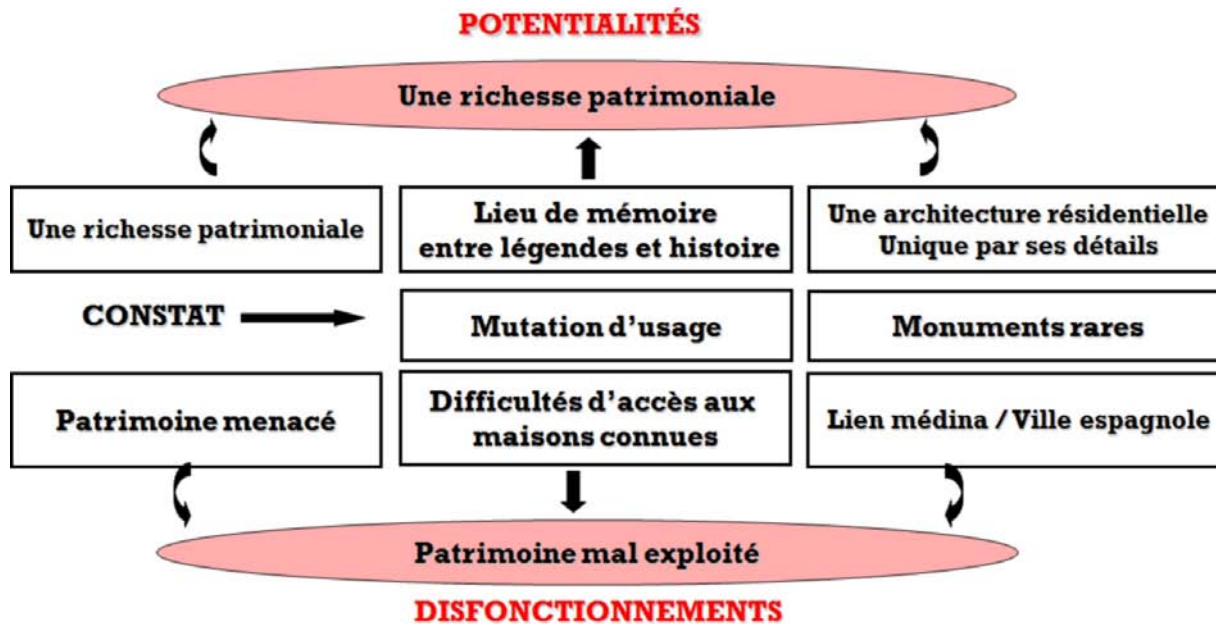 POTENTIALITÉS
Une richesse patrimoniale
Une richesse patrimoniale
Lieu de mémoire
entre légendes et histoire
Une architecture résidentielle
Unique par ses détails
CONSTAT
Mutation d'usage
Monuments rares
Patrimoine menacé
Difficultés d'accès aux
maisons connues
Lien médina / Ville espagnole
Patrimoine mal exploité
DISFONCTIONNEMENTS